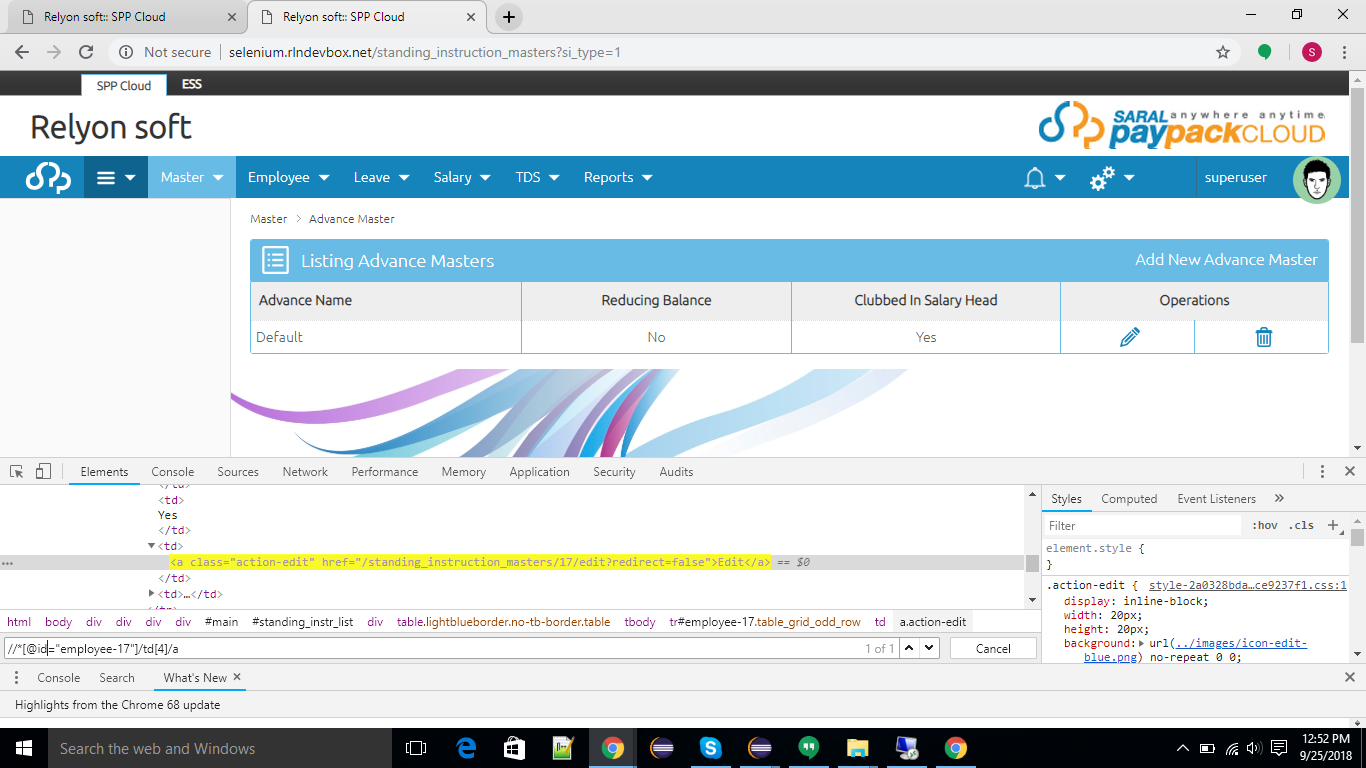 Relyon soft:: SPP Cloud
Relyon soft:: SPP Cloud
Not secure selenium.rlndevbox.net/standing_instruction_masters?si_type=1
S
SPP Cloud ESS
Relyon soft
SARAL anywhere anytime
paypackCLOUD
Master Employee Leave Salary TDS Reports superuser
Master > Advance Master
Listing Advance Masters Add New Advance Master
Advance Name Reducing Balance Clubbed In Salary Head Operations
Default No Yes
Elements Console Sources Network Performance Memory Application Security Audits
Styles Computed Event Listeners »
</td>
<td>
Yes
</td>
<td>
<a class="action-edit" href="/standing_instruction_masters/17/edit?redirect=false">Edit</a> == $0
</td>
<td>…</td>
</tr>
Filter :hov .cls +
element.style {
}
.action-edit { style-2a0328bda…ce9237f1.css:1
display: inline-block;
width: 20px;
height: 20px;
background: url(../images/icon-edit-
blue.png) no-repeat 0 0;
html body div div div div #main #standing_instr_list div table.lightblueborder.no-tb-border.table tbody tr#employee-17.table_grid_odd_row td a.action-edit
//*[@id="employee-17"]/td[4]/a 1 of 1 Cancel
Console Search What's New ×
Highlights from the Chrome 68 update
Search the web and Windows
12:52 PM
9/25/2018